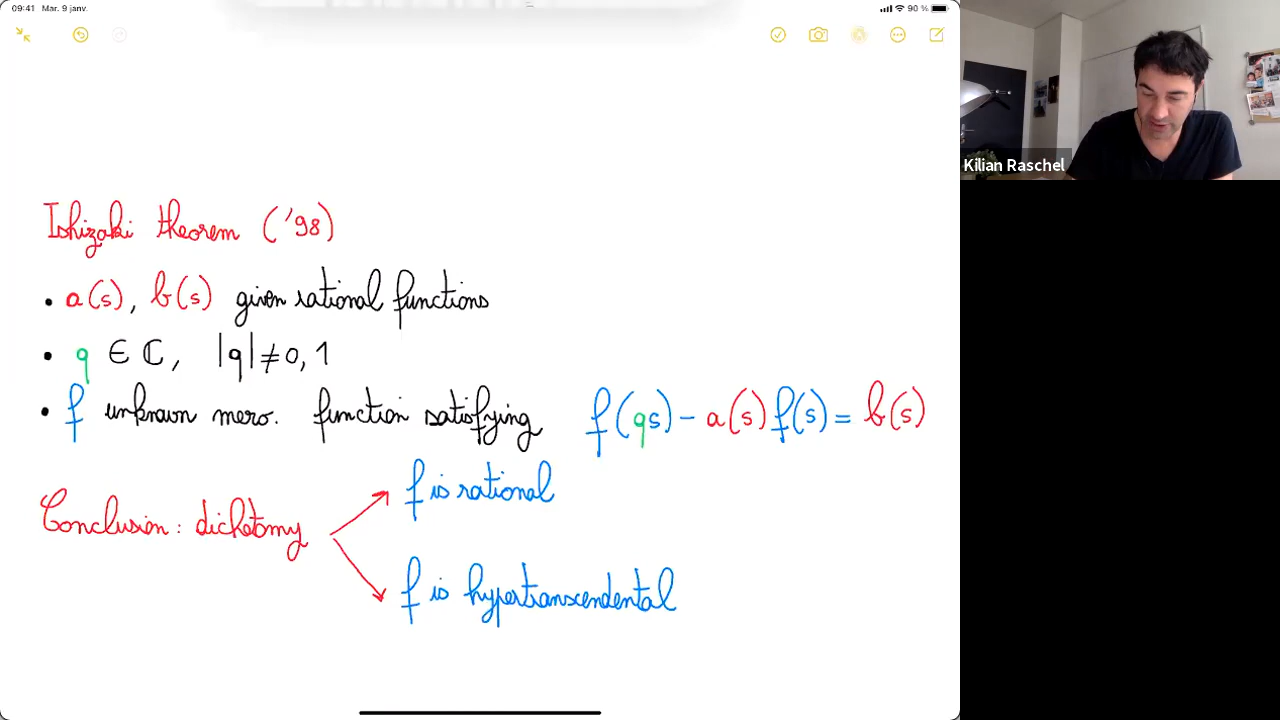 09:41 Mar. 9 janv.
90 %
Kilian Raschel
Ishizaki theorem ('98)
• a(s), b(s) given rational functions
• q ∈ ℂ, |q| ≠ 0, 1
• f unknown mero. function satisfying f(qs) - a(s) f(s) = b(s)
f is rational
Conclusion: dichotomy
f is hypertranscendental